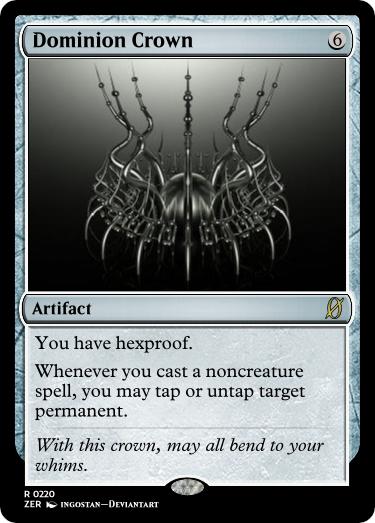 Dominion Crown 6
Artifact
You have hexproof.
Whenever you cast a noncreature
spell, you may tap or untap target
permanent.
With this crown, may all bend to your
whims.
R 0220
ZER INGOSTAN—DEVIANTART